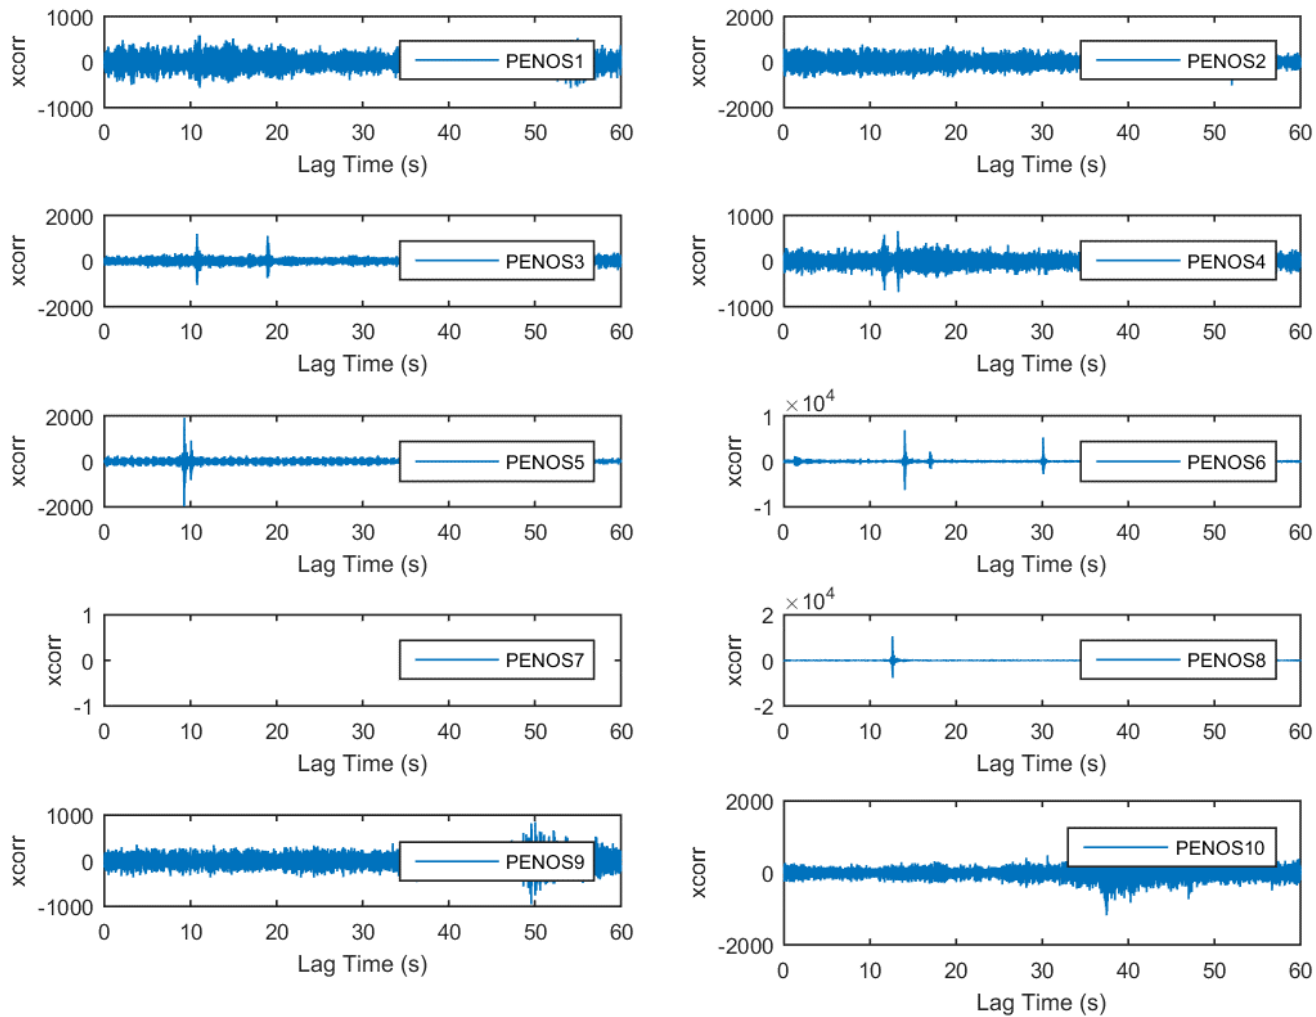 1000
0
-1000
xcorr
PENOS1
0 10 20 30 40 50 60
Lag Time (s)
2000
0
-2000
xcorr
PENOS2
0 10 20 30 40 50 60
Lag Time (s)
2000
0
-2000
xcorr
PENOS3
0 10 20 30 40 50 60
Lag Time (s)
1000
0
-1000
xcorr
PENOS4
0 10 20 30 40 50 60
Lag Time (s)
2000
0
-2000
xcorr
PENOS5
0 10 20 30 40 50 60
Lag Time (s)
×10⁴
1
0
-1
xcorr
PENOS6
0 10 20 30 40 50 60
Lag Time (s)
1
0
-1
xcorr
PENOS7
0 10 20 30 40 50 60
Lag Time (s)
×10⁴
2
0
-2
xcorr
PENOS8
0 10 20 30 40 50 60
Lag Time (s)
1000
0
-1000
xcorr
PENOS9
0 10 20 30 40 50 60
Lag Time (s)
2000
0
-2000
xcorr
PENOS10
0 10 20 30 40 50 60
Lag Time (s)